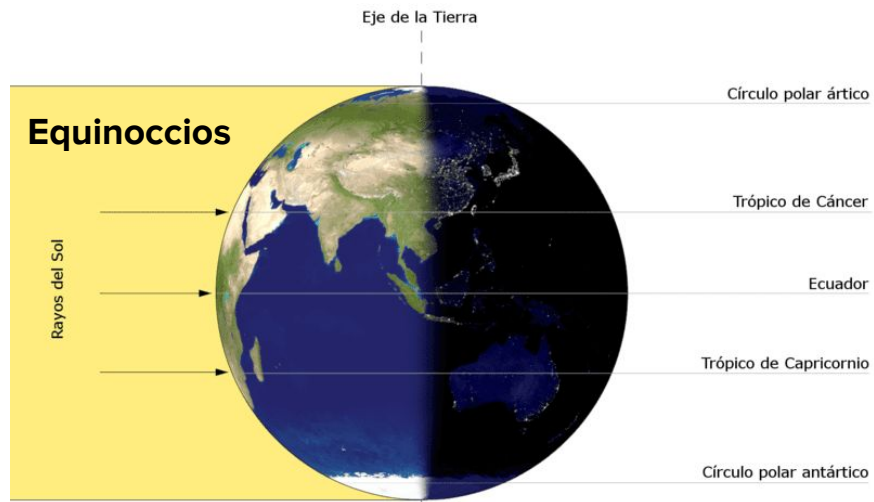 Eje de la Tierra
Círculo polar ártico
Equinoccios
Trópico de Cáncer
Rayos del Sol
Ecuador
Trópico de Capricornio
Círculo polar antártico